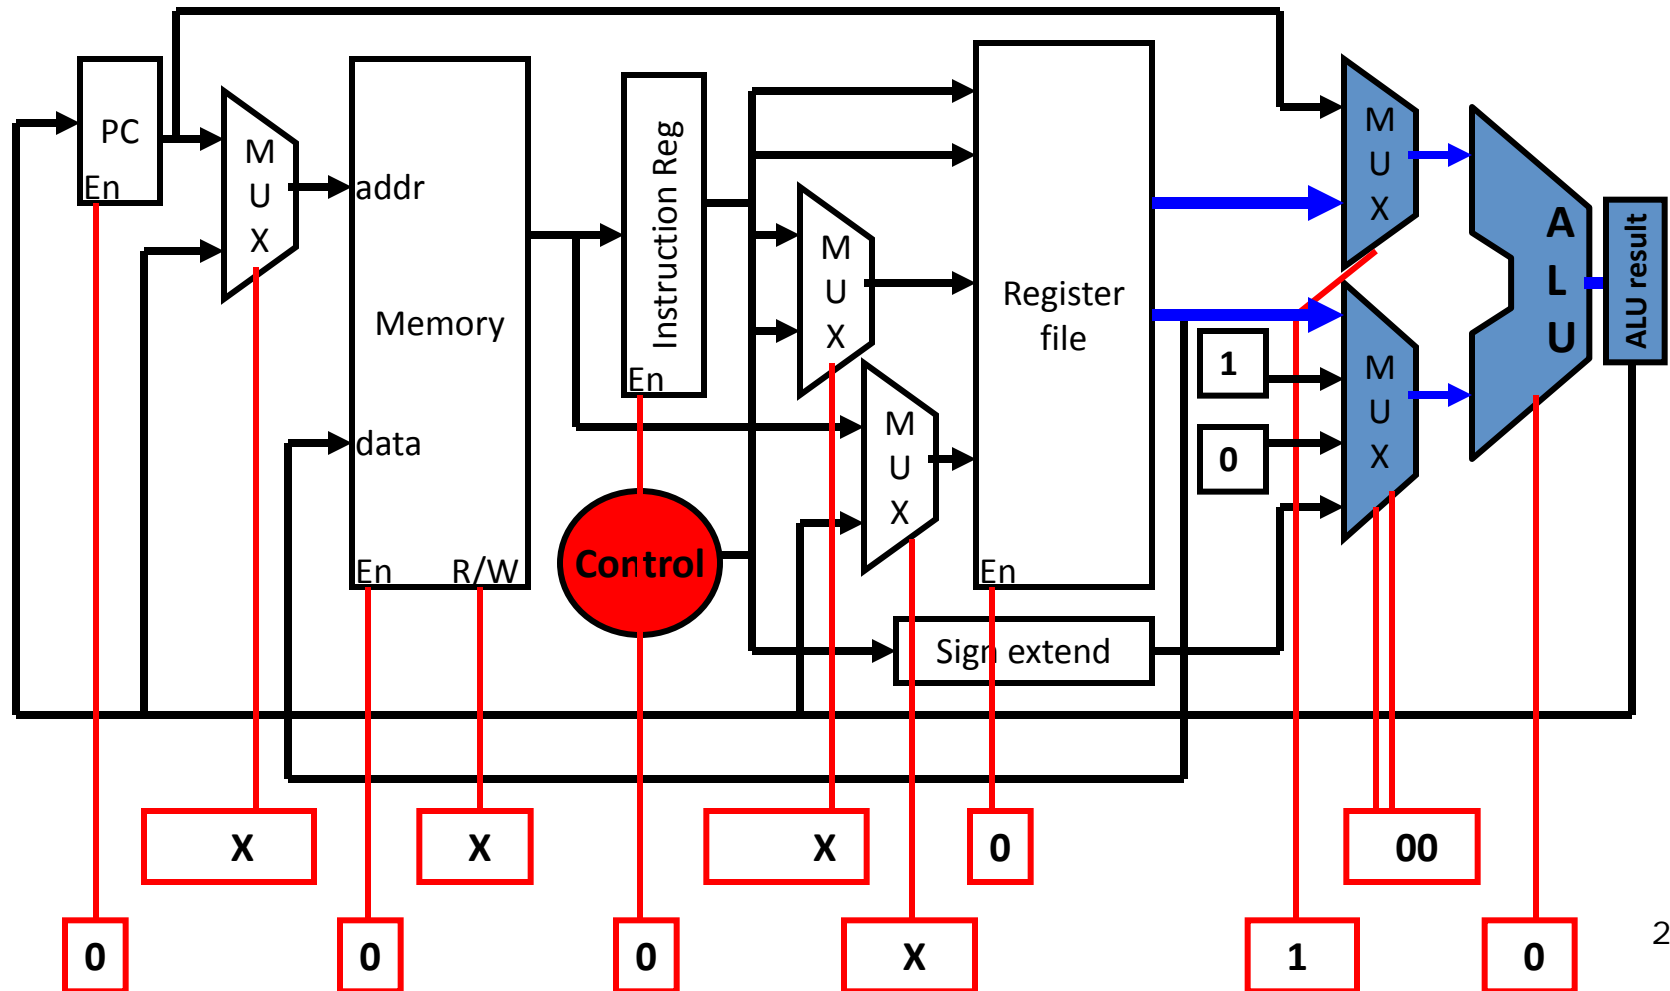 PC
En
M
U
X
addr
Memory
data
En R/W
Instruction Reg
En
Control
M
U
X
M
U
X
Register
file
En
Sign extend
1
0
M
U
X
M
U
X
A
L
U
ALU result
X
X
X
0
00
0
0
0
X
1
0
2